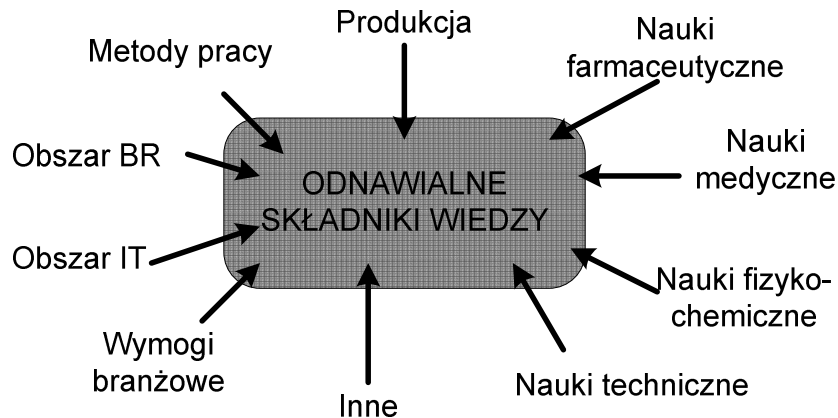 Produkcja
Metody pracy
Nauki
farmaceutyczne
Obszar BR
Nauki
medyczne
ODNAWIALNE
SKŁADNIKI WIEDZY
Obszar IT
Nauki fizyko-
chemiczne
Wymogi
branżowe
Inne
Nauki techniczne